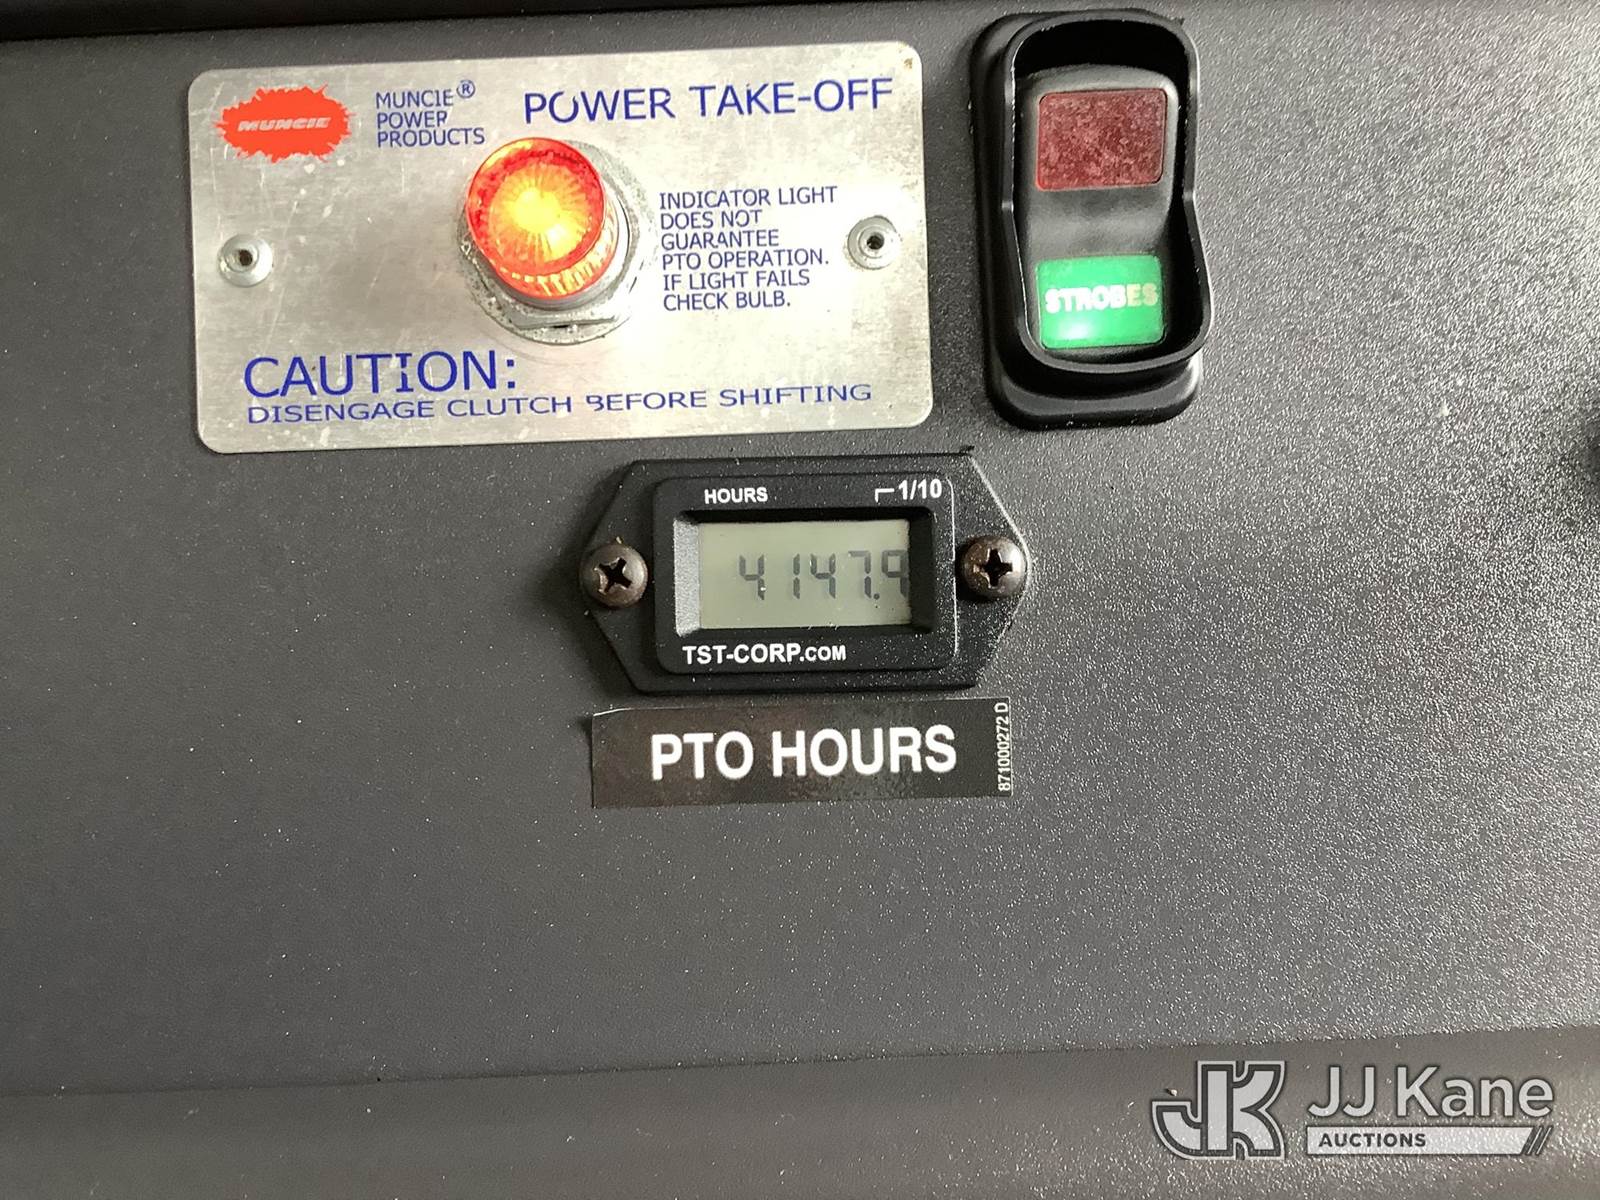 MUNCIE
MUNCIE®
POWER
PRODUCTS
POWER TAKE-OFF
INDICATOR LIGHT
DOES NOT
GUARANTEE
PTO OPERATION.
IF LIGHT FAILS
CHECK BULB.
CAUTION:
DISENGAGE CLUTCH BEFORE SHIFTING
STROBES
HOURS 1/10
4147.9
TST-CORP.COM
PTO HOURS
871000272 D
JK JJ Kane
AUCTIONS